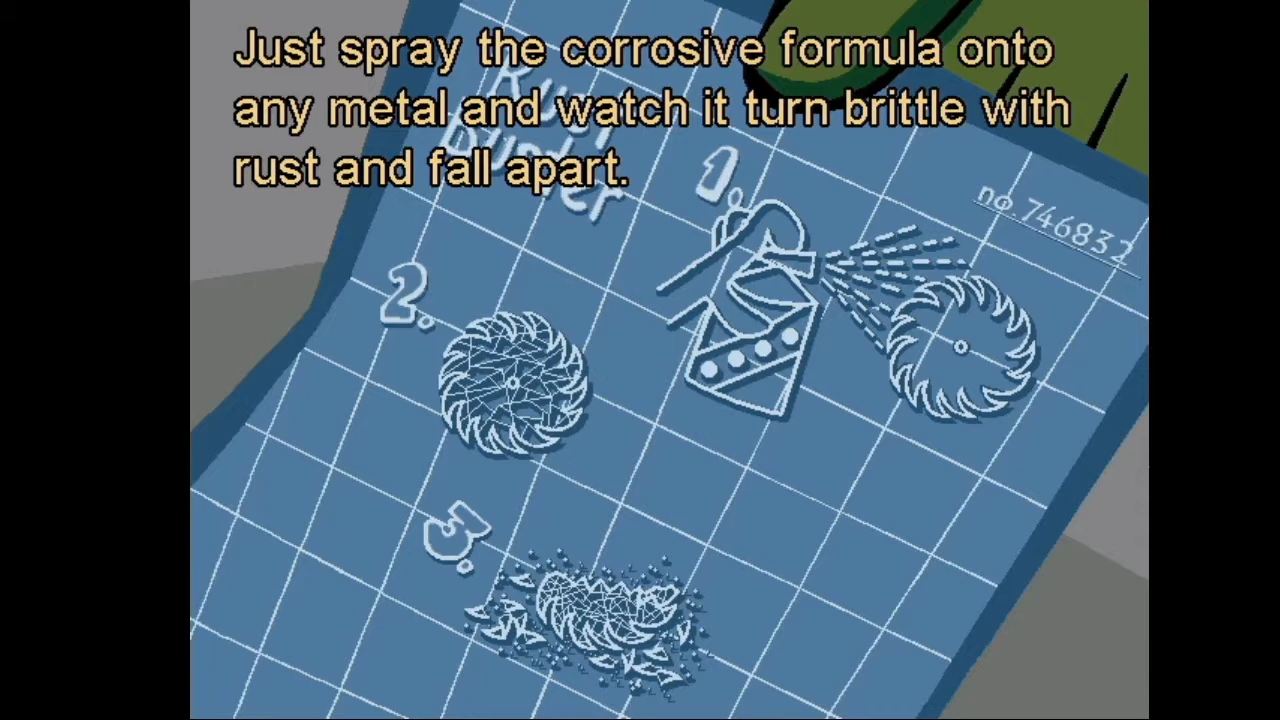 Just spray the corrosive formula onto
any metal and watch it turn brittle with
rust and fall apart.
Rust
Buster
1.
no.746832
2.
3.